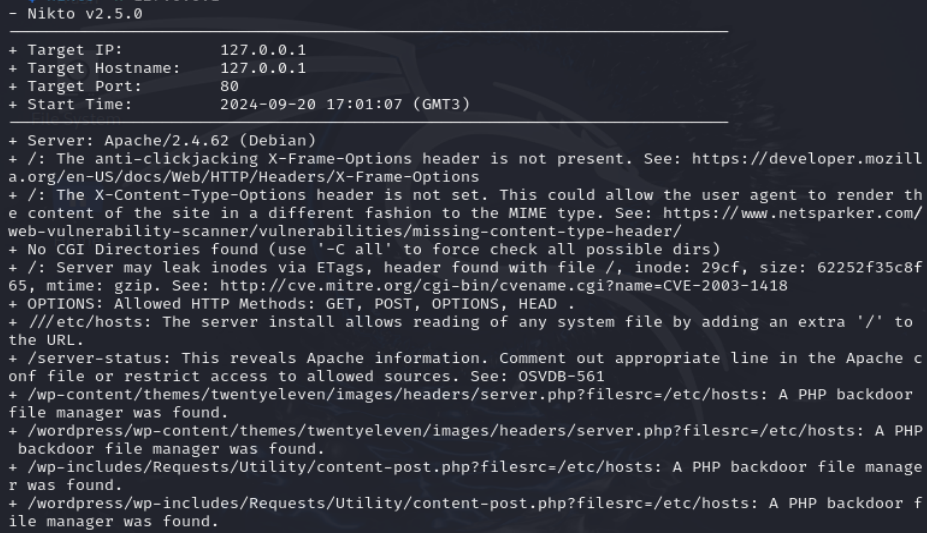 - Nikto v2.5.0
+ Target IP:          127.0.0.1
+ Target Hostname:    127.0.0.1
+ Target Port:        80
+ Start Time:         2024-09-20 17:01:07 (GMT3)
+ Server: Apache/2.4.62 (Debian)
+ /: The anti-clickjacking X-Frame-Options header is not present. See: https://developer.mozill
a.org/en-US/docs/Web/HTTP/Headers/X-Frame-Options
+ /: The X-Content-Type-Options header is not set. This could allow the user agent to render th
e content of the site in a different fashion to the MIME type. See: https://www.netsparker.com/
web-vulnerability-scanner/vulnerabilities/missing-content-type-header/
+ No CGI Directories found (use '-C all' to force check all possible dirs)
+ /: Server may leak inodes via ETags, header found with file /, inode: 29cf, size: 62252f35c8f
65, mtime: gzip. See: http://cve.mitre.org/cgi-bin/cvename.cgi?name=CVE-2003-1418
+ OPTIONS: Allowed HTTP Methods: GET, POST, OPTIONS, HEAD .
+ ///etc/hosts: The server install allows reading of any system file by adding an extra '/' to
the URL.
+ /server-status: This reveals Apache information. Comment out appropriate line in the Apache c
onf file or restrict access to allowed sources. See: OSVDB-561
+ /wp-content/themes/twentyeleven/images/headers/server.php?filesrc=/etc/hosts: A PHP backdoor
file manager was found.
+ /wordpress/wp-content/themes/twentyeleven/images/headers/server.php?filesrc=/etc/hosts: A PHP
 backdoor file manager was found.
+ /wp-includes/Requests/Utility/content-post.php?filesrc=/etc/hosts: A PHP backdoor file manage
r was found.
+ /wordpress/wp-includes/Requests/Utility/content-post.php?filesrc=/etc/hosts: A PHP backdoor f
ile manager was found.